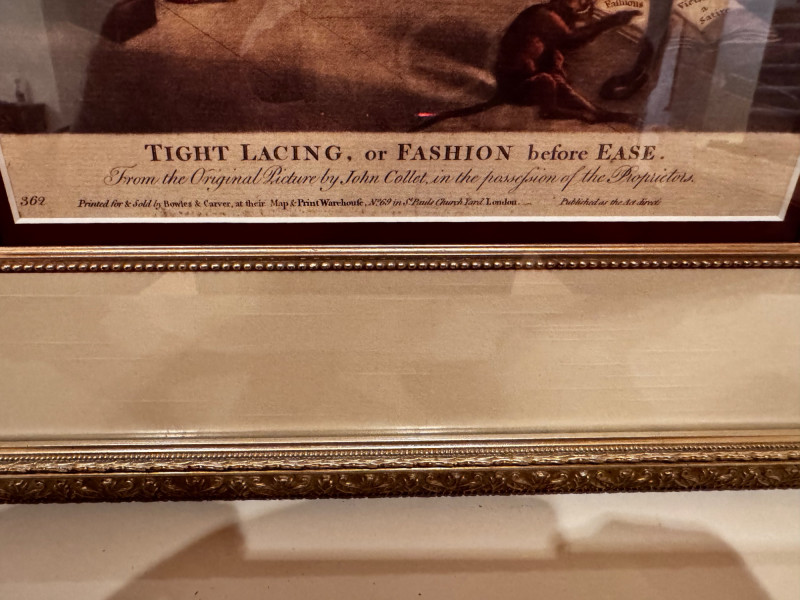 Fashions
a
TIGHT LACING, or FASHION before EASE.
From the Original Picture by John Collet, in the possession of the Proprietors.
362 Printed for & Sold by Bowles & Carver, at their Map & Print Warehouse, No. 69 in St. Pauls Church Yard London. Published as the Act directs